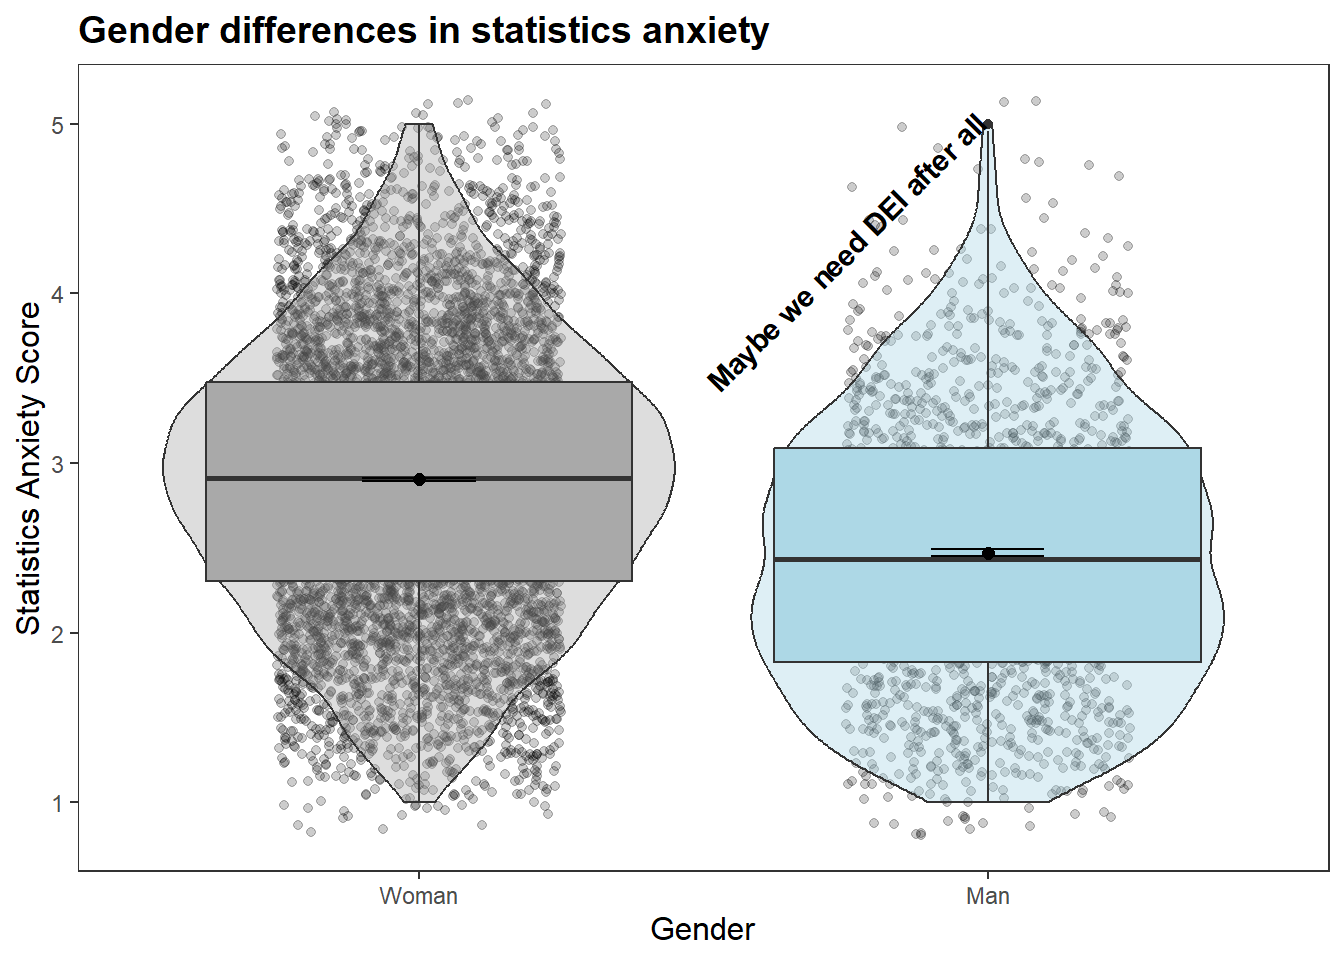 Gender differences in statistics anxiety
Statistics Anxiety Score
5
4
3
2
1
Maybe we need DEI after all
Woman
Man
Gender